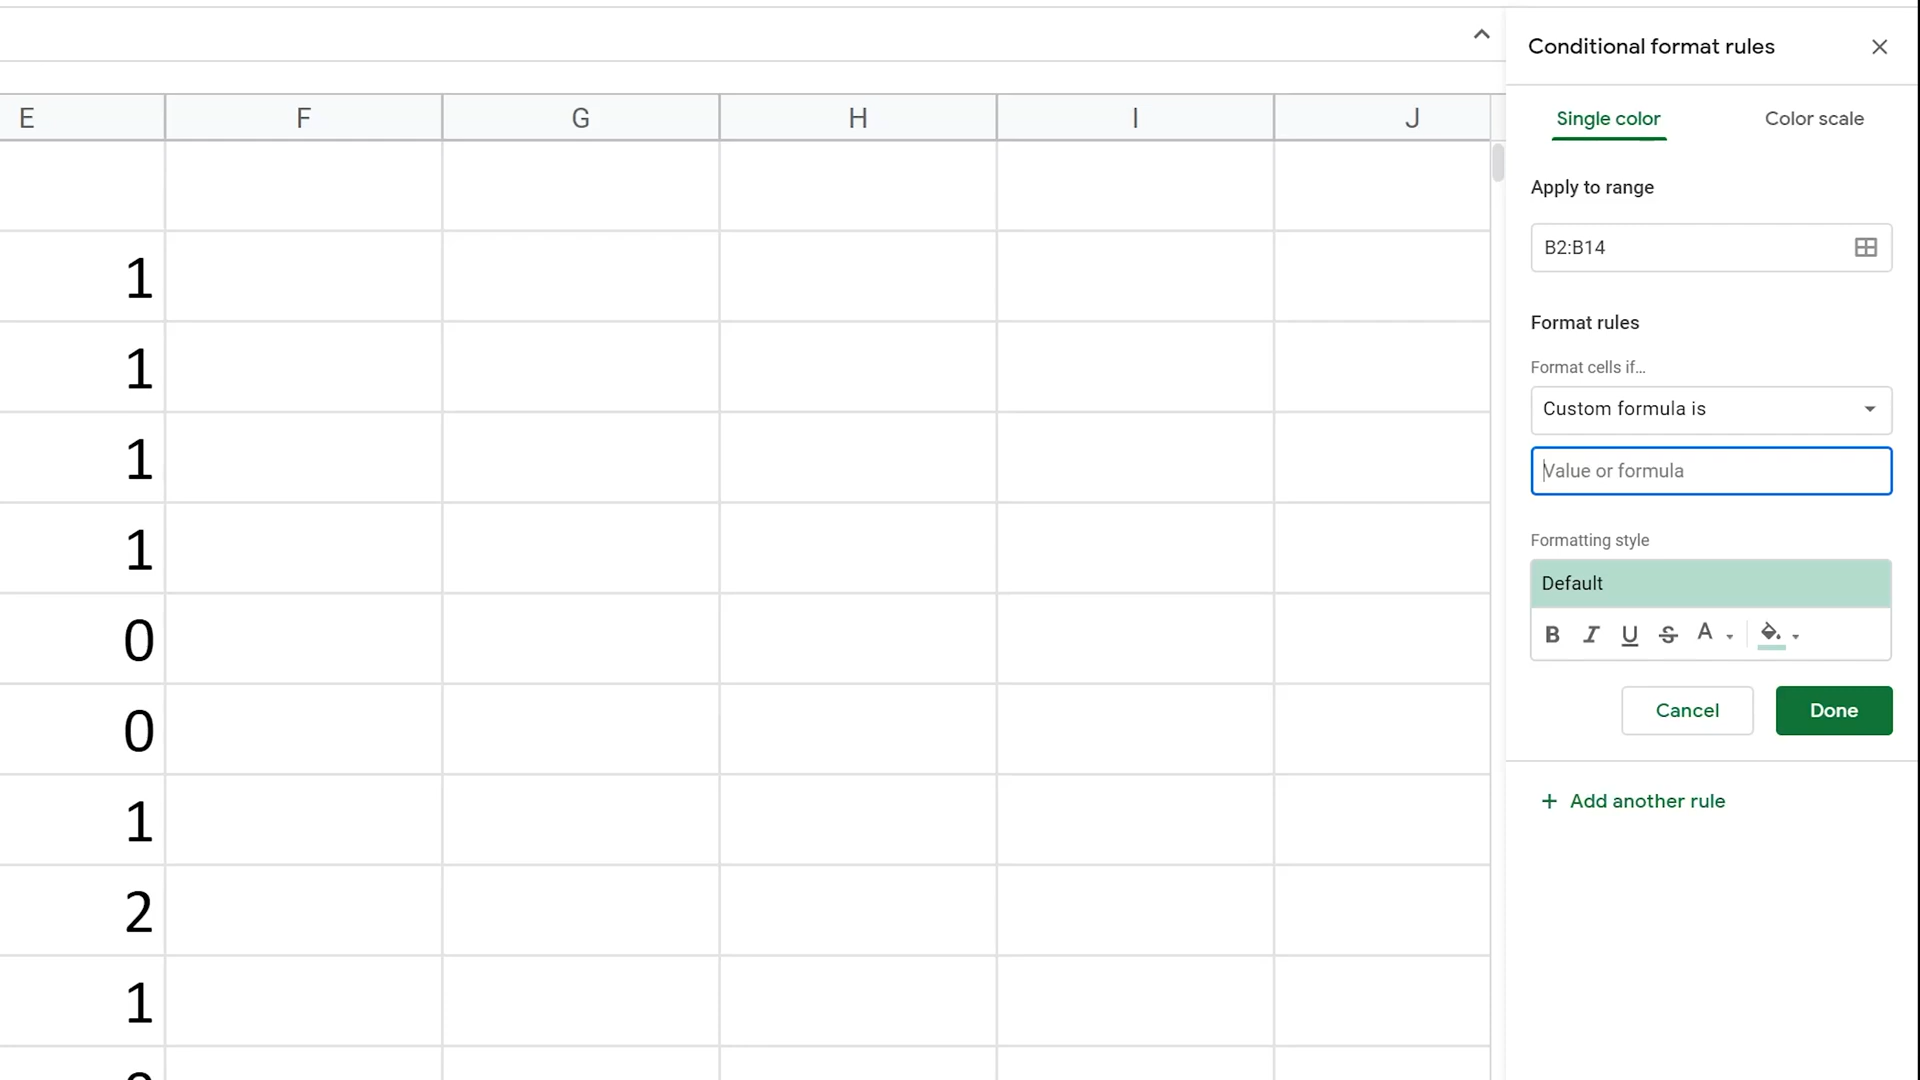 Conditional format rules
E F G H I J
Single color Color scale
Apply to range
B2:B14
Format rules
Format cells if...
Custom formula is
Value or formula
Formatting style
Default
B I U S A
Cancel Done
+ Add another rule
1
1
1
1
0
0
1
2
1